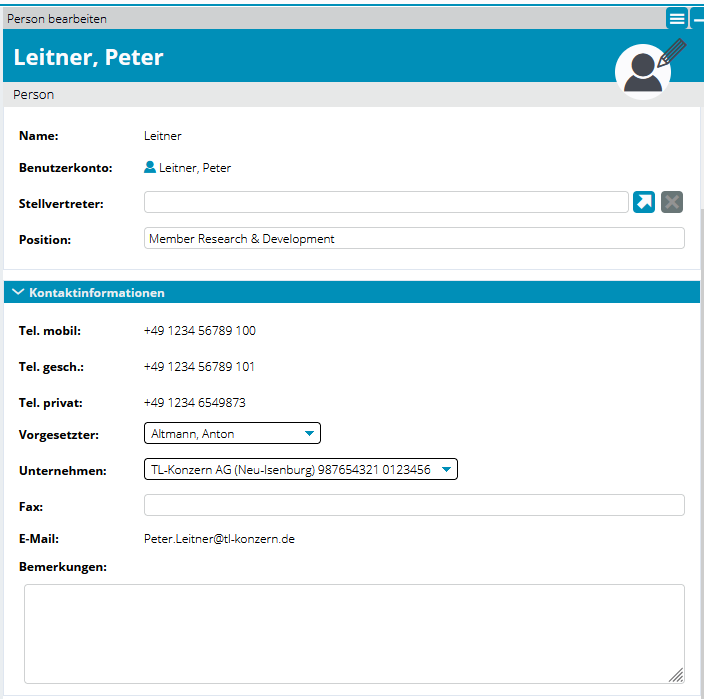 Person bearbeiten
Leitner, Peter
Person
Name: Leitner
Benutzerkonto: Leitner, Peter
Stellvertreter:
Position: Member Research & Development
Kontaktinformationen
Tel. mobil: +49 1234 56789 100
Tel. gesch.: +49 1234 56789 101
Tel. privat: +49 1234 6549873
Vorgesetzter: Altmann, Anton
Unternehmen: TL-Konzern AG (Neu-Isenburg) 987654321 0123456
Fax:
E-Mail: Peter.Leitner@tl-konzern.de
Bemerkungen: